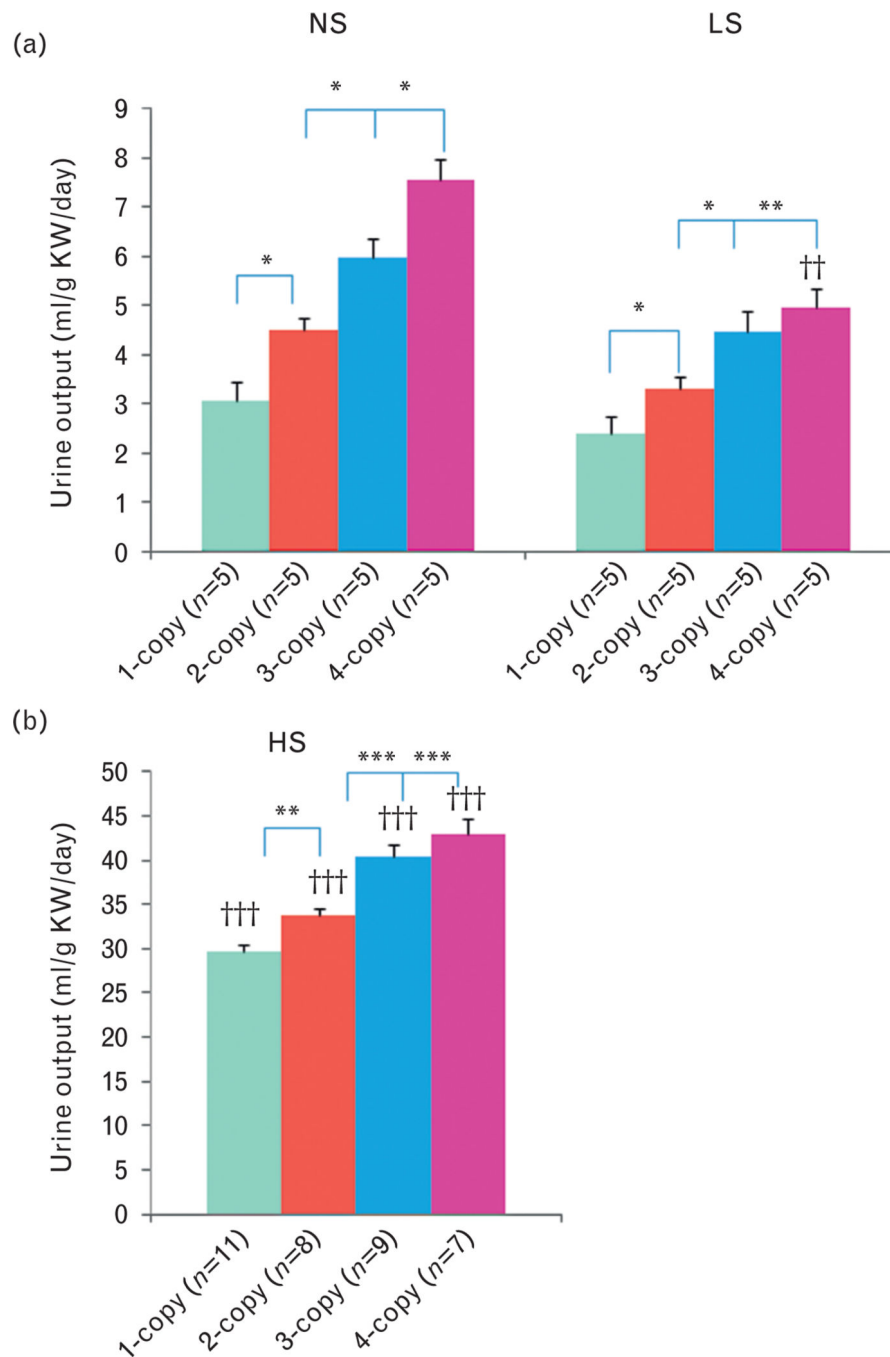 (a)
NS
LS
Urine output (ml/g KW/day)
9
8
7
6
5
4
3
2
1
0
* * *
* * ** ††
1-copy (n=5)
2-copy (n=5)
3-copy (n=5)
4-copy (n=5)
1-copy (n=5)
2-copy (n=5)
3-copy (n=5)
4-copy (n=5)
(b)
HS
Urine output (ml/g KW/day)
50
45
40
35
30
25
20
15
10
5
0
*** ***
**
††† ††† ††† †††
1-copy (n=11)
2-copy (n=8)
3-copy (n=9)
4-copy (n=7)